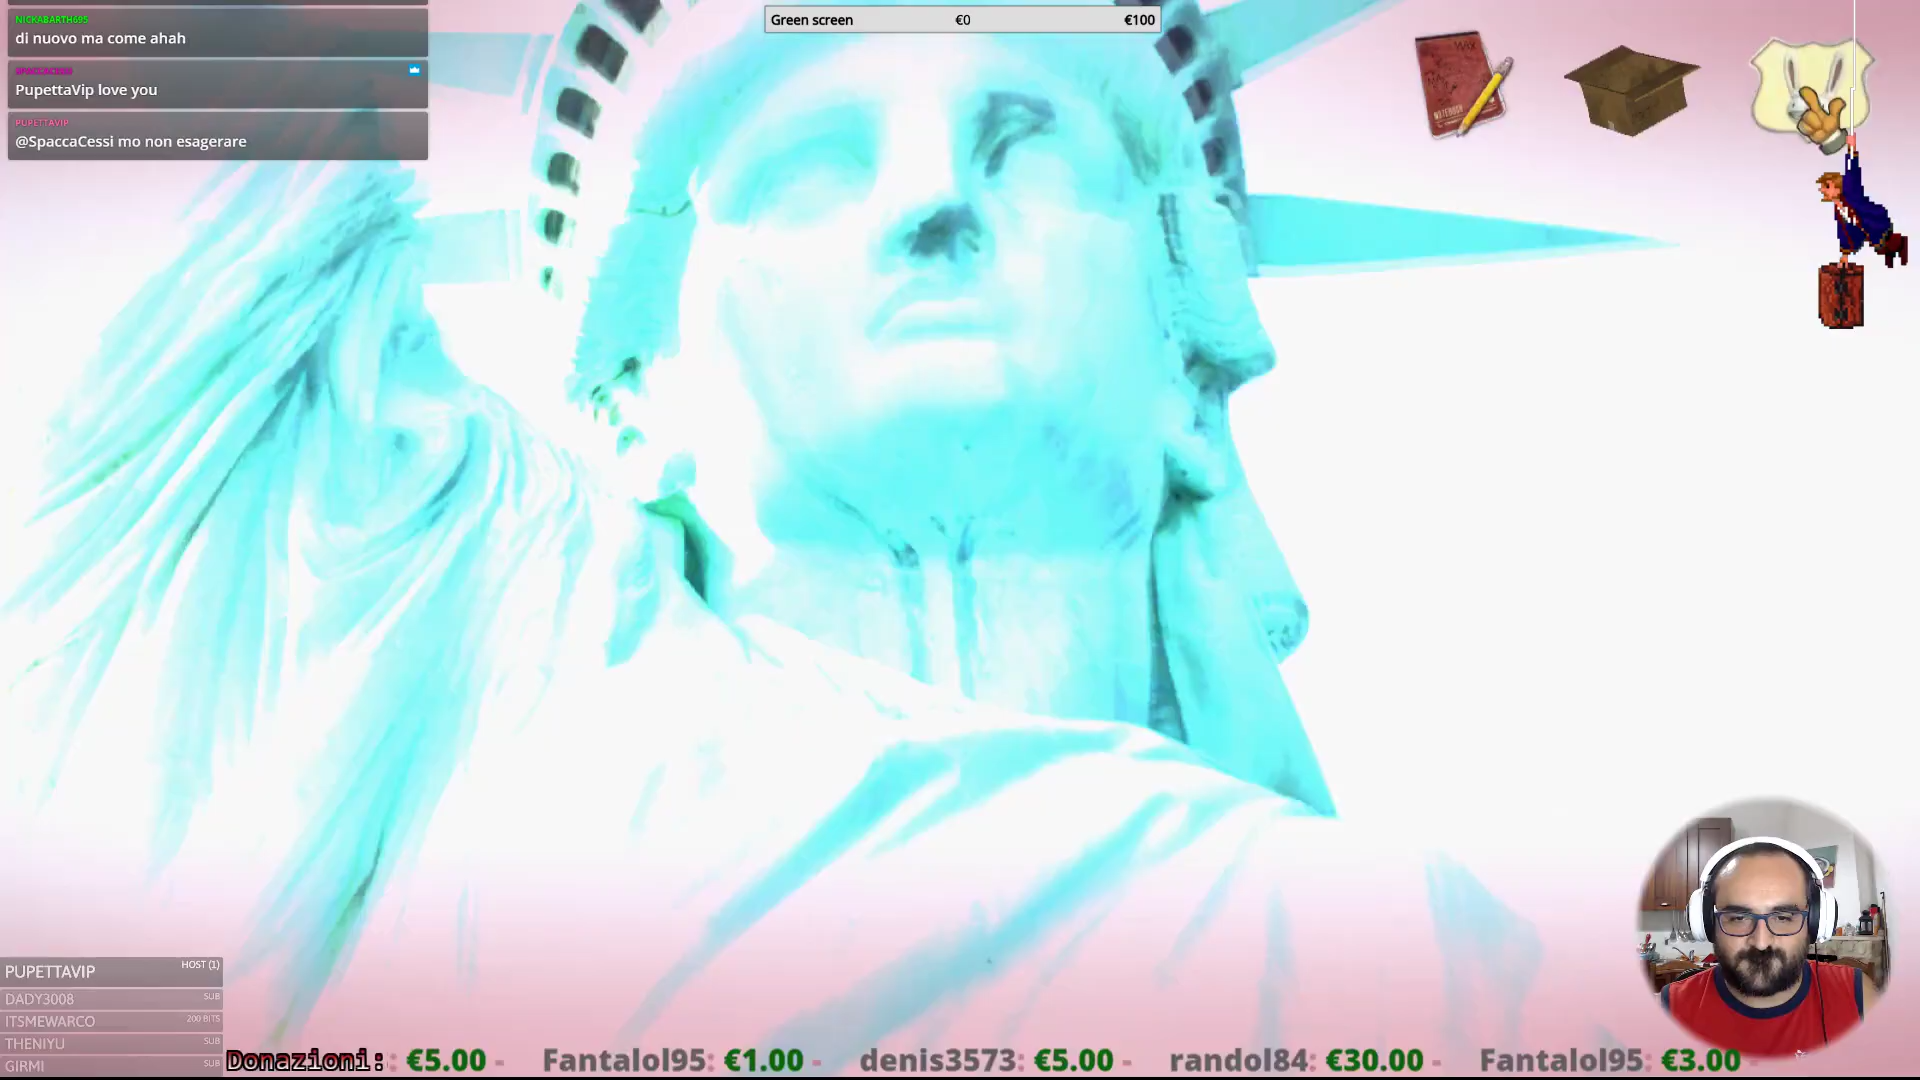 NICKABARTH695
di nuovo ma come ahah
PupettaVip love you
PUPETTAVIP
@SpaccaCessi mo non esagerare
Green screen €0 €100
MAX
NOTEBOOK
PUPETTAVIP HOST (1)
DADY3008 SUB
ITSMEWARCO 200 BITS
THENIYU SUB
GIRMI SUB
Donazioni: : €5.00 - Fantalol95: €1.00 - denis3573: €5.00 - randol84: €30.00 - Fantalol95: €3.00 -